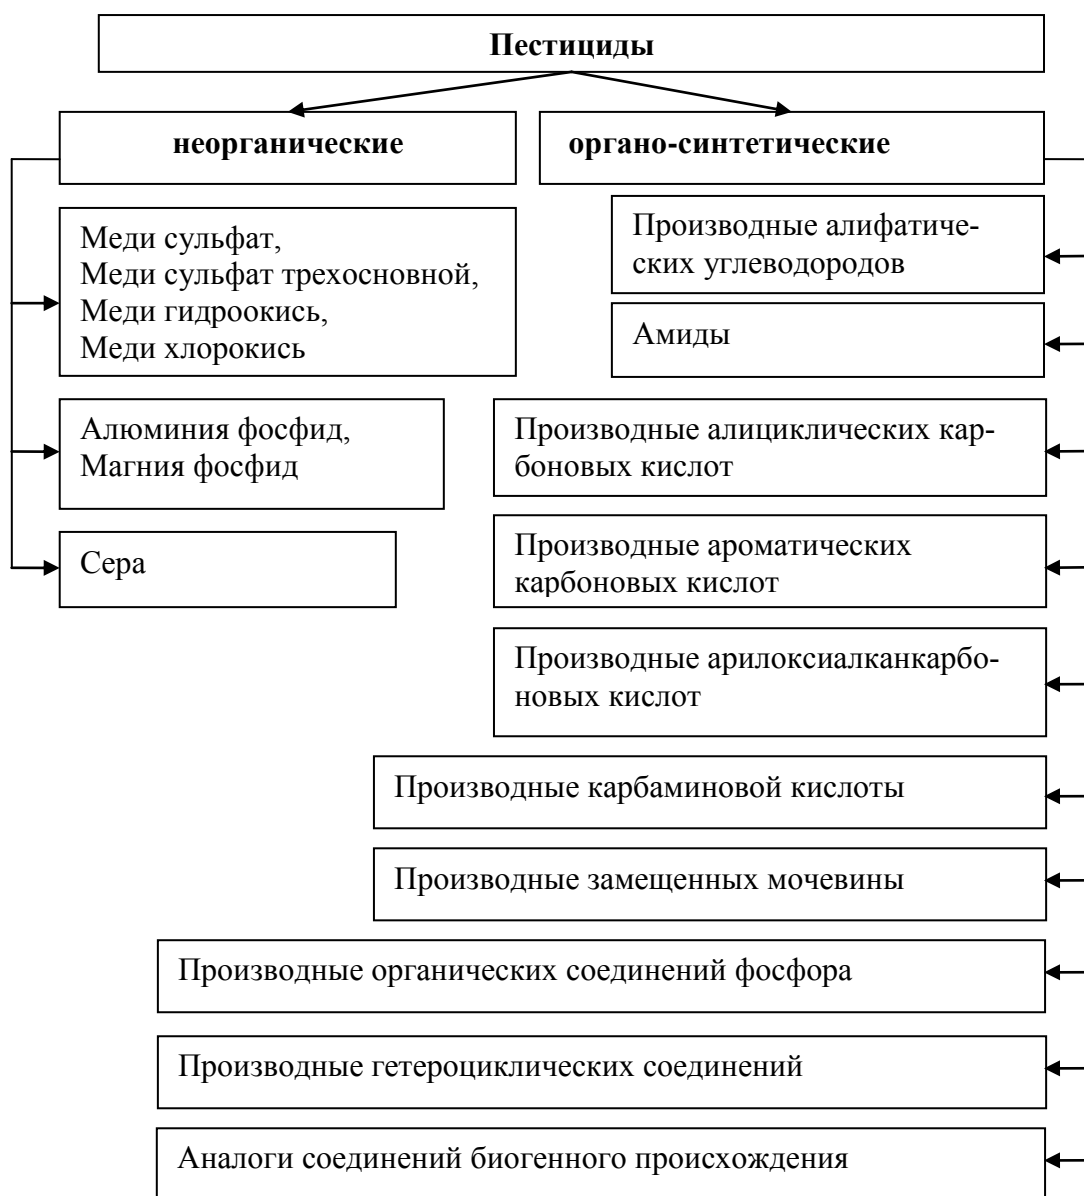 Пестициды
неорганические
органо-синтетические
Меди сульфат,
Меди сульфат трехосновной,
Меди гидроокись,
Меди хлорокись
Алюминия фосфид,
Магния фосфид
Сера
Производные алифатиче-
ских углеводородов
Амиды
Производные алициклических кар-
боновых кислот
Производные ароматических
карбоновых кислот
Производные арилоксиалканкарбо-
новых кислот
Производные карбаминовой кислоты
Производные замещенных мочевины
Производные органических соединений фосфора
Производные гетероциклических соединений
Аналоги соединений биогенного происхождения